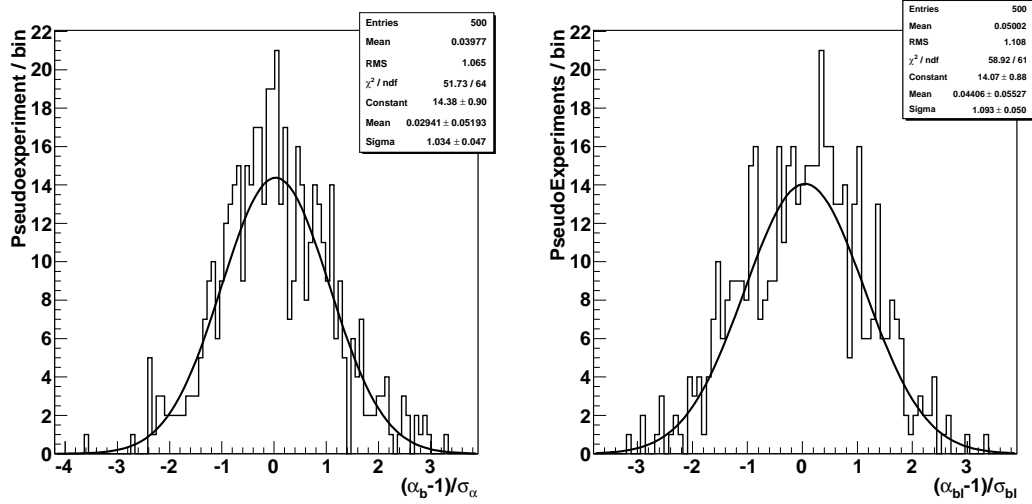 Entries 500
Mean 0.03977
RMS 1.065
χ² / ndf 51.73 / 64
Constant 14.38 ± 0.90
Mean 0.02941 ± 0.05193
Sigma 1.034 ± 0.047
Pseudoexperiment / bin
22
20
18
16
14
12
10
8
6
4
2
0
-4 -3 -2 -1 0 1 2 3
(α_b-1)/σ_α
Entries 500
Mean 0.05002
RMS 1.108
χ² / ndf 58.92 / 61
Constant 14.07 ± 0.88
Mean 0.04406 ± 0.05527
Sigma 1.093 ± 0.050
PseudoExperiments / bin
22
20
18
16
14
12
10
8
6
4
2
0
-3 -2 -1 0 1 2 3
(α_bl-1)/σ_bl